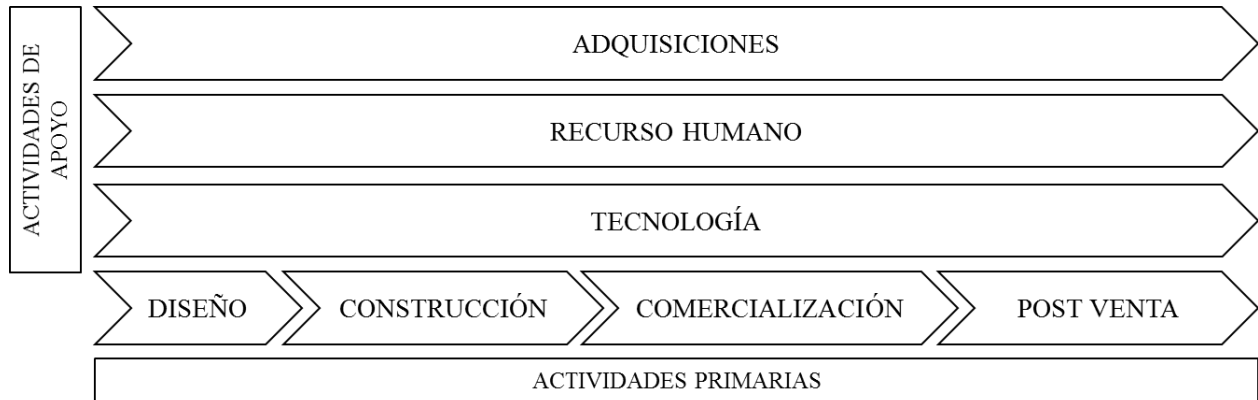 ACTIVIDADES DE
APOYO
ADQUISICIONES
RECURSO HUMANO
TECNOLOGÍA
DISEÑO
CONSTRUCCIÓN
COMERCIALIZACIÓN
POST VENTA
ACTIVIDADES PRIMARIAS